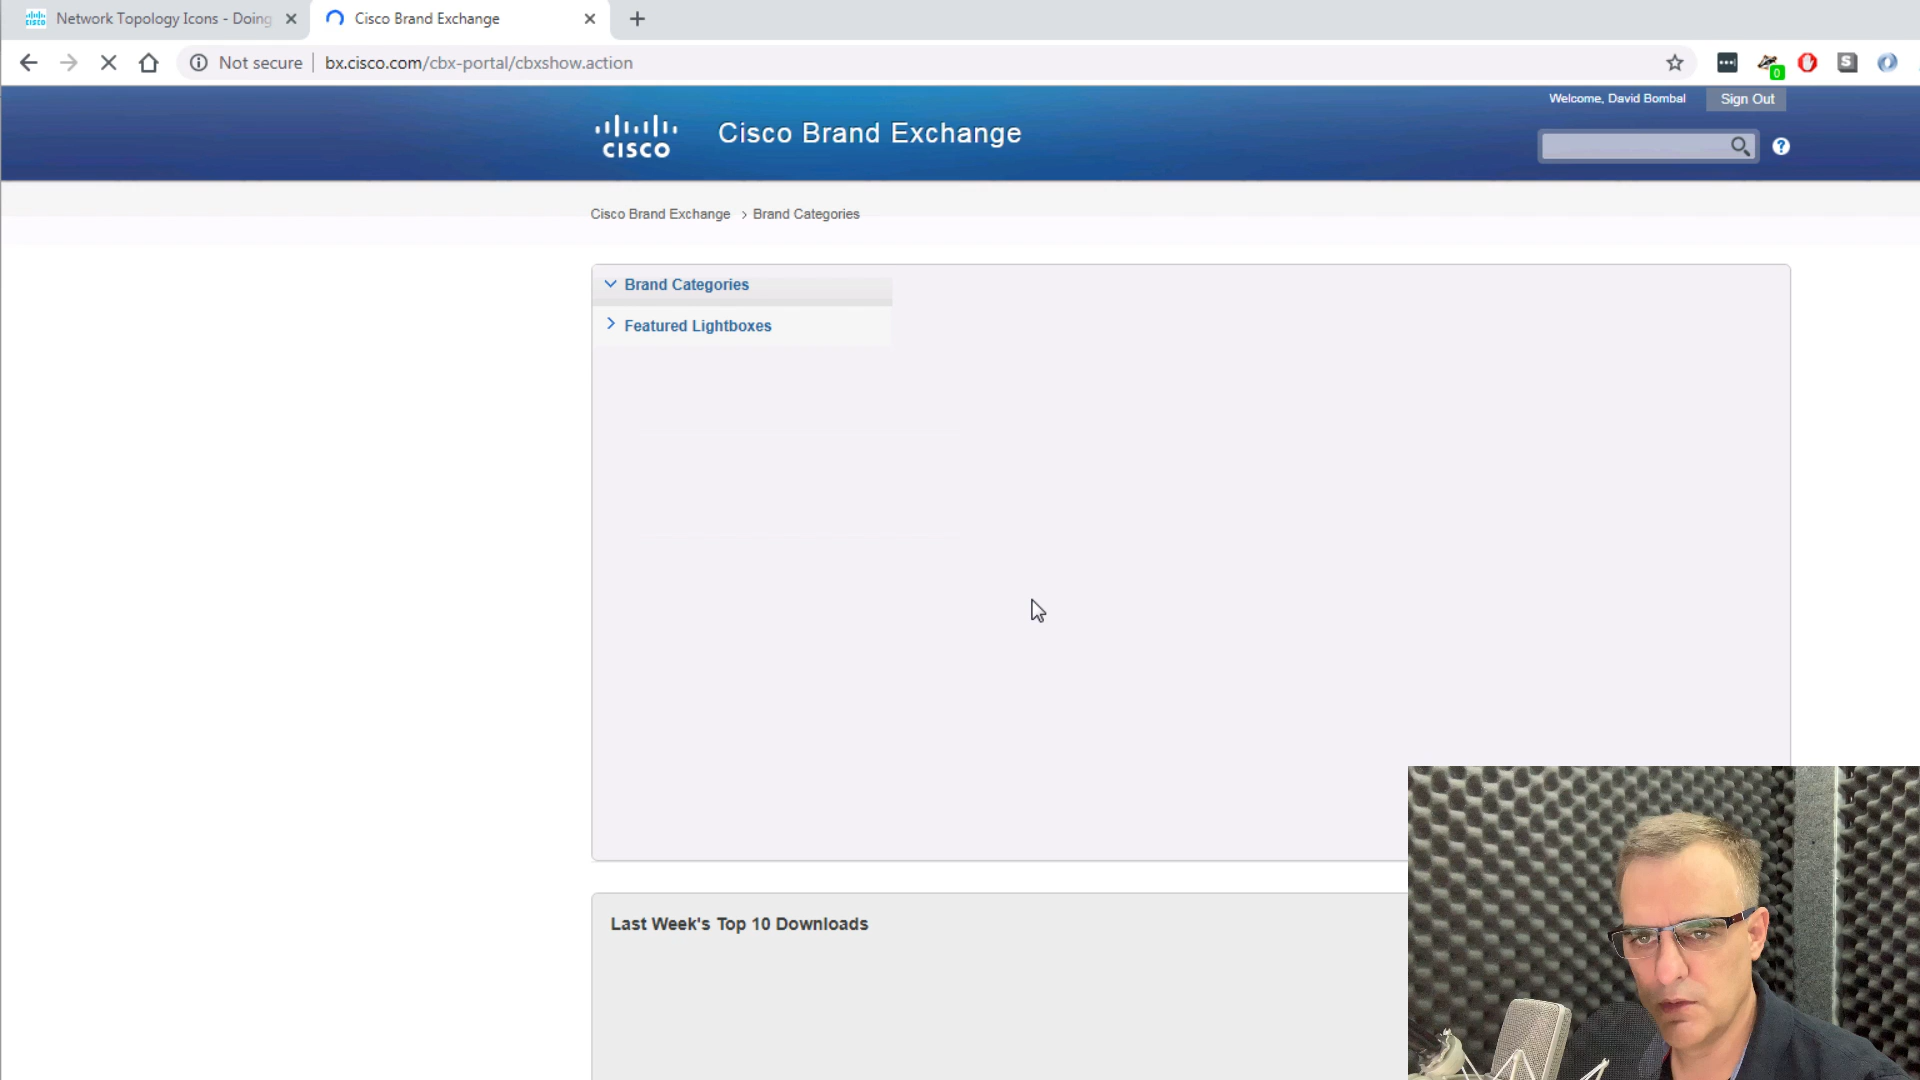 Network Topology Icons - Doing
Cisco Brand Exchange
Not secure
bx.cisco.com/cbx-portal/cbxshow.action
0
S
Welcome, David Bombal
Sign Out
CISCO
Cisco Brand Exchange
?
Cisco Brand Exchange > Brand Categories
Brand Categories
Featured Lightboxes
Last Week's Top 10 Downloads